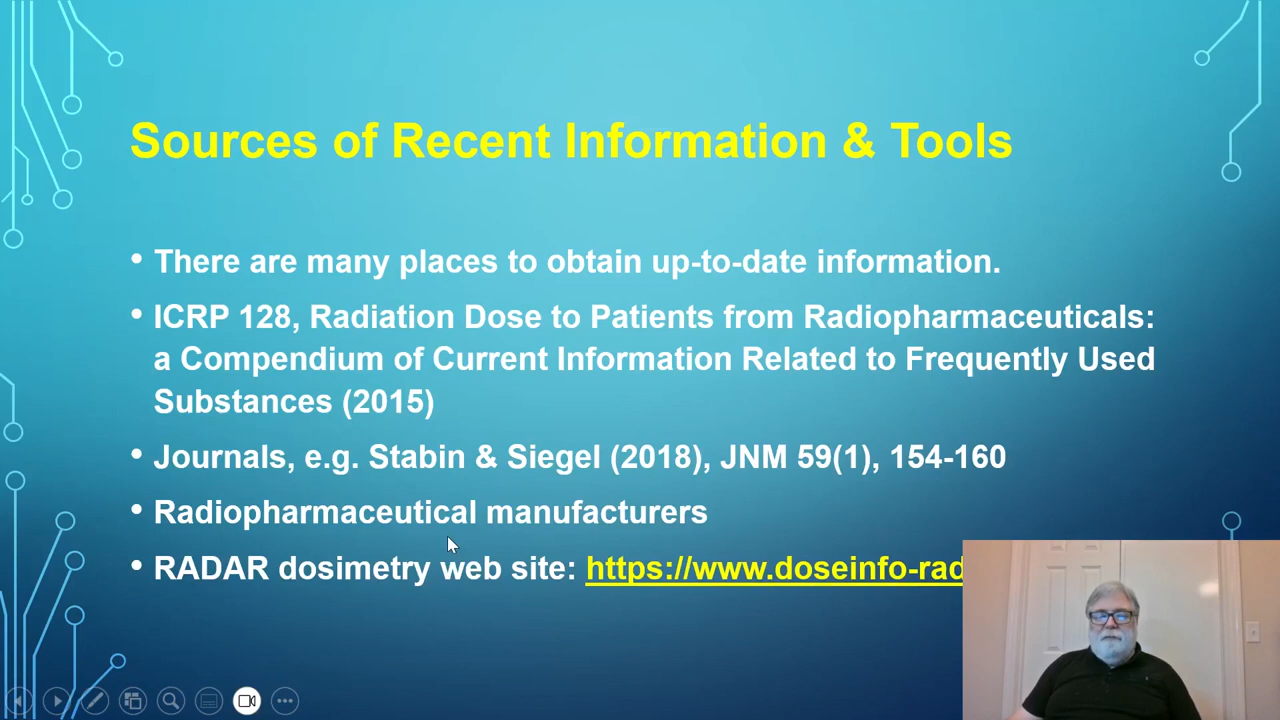 Sources of Recent Information & Tools
• There are many places to obtain up-to-date information.
• ICRP 128, Radiation Dose to Patients from Radiopharmaceuticals:
a Compendium of Current Information Related to Frequently Used
Substances (2015)
• Journals, e.g. Stabin & Siegel (2018), JNM 59(1), 154-160
• Radiopharmaceutical manufacturers
• RADAR dosimetry web site: https://www.doseinfo-rad